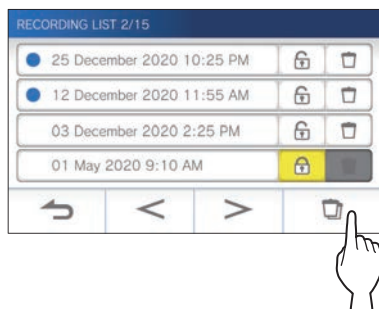 RECORDING LIST 2/15
25 December 2020 10:25 PM
12 December 2020 11:55 AM
03 December 2020 2:25 PM
01 May 2020 9:10 AM